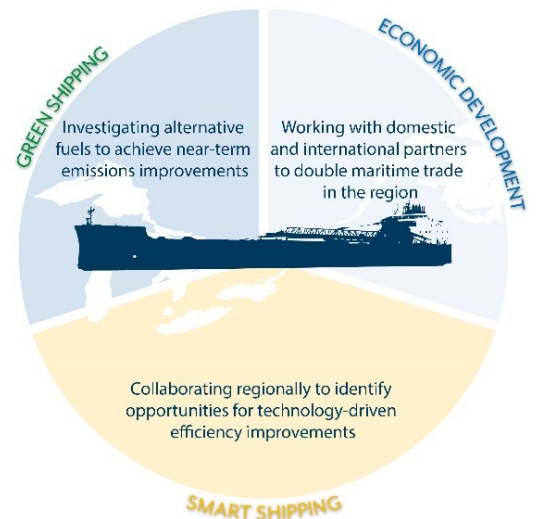 GREEN SHIPPING
Investigating alternative
fuels to achieve near-term
emissions improvements
ECONOMIC DEVELOPMENT
Working with domestic
and international partners
to double maritime trade
in the region
Collaborating regionally to identify
opportunities for technology-driven
efficiency improvements
SMART SHIPPING